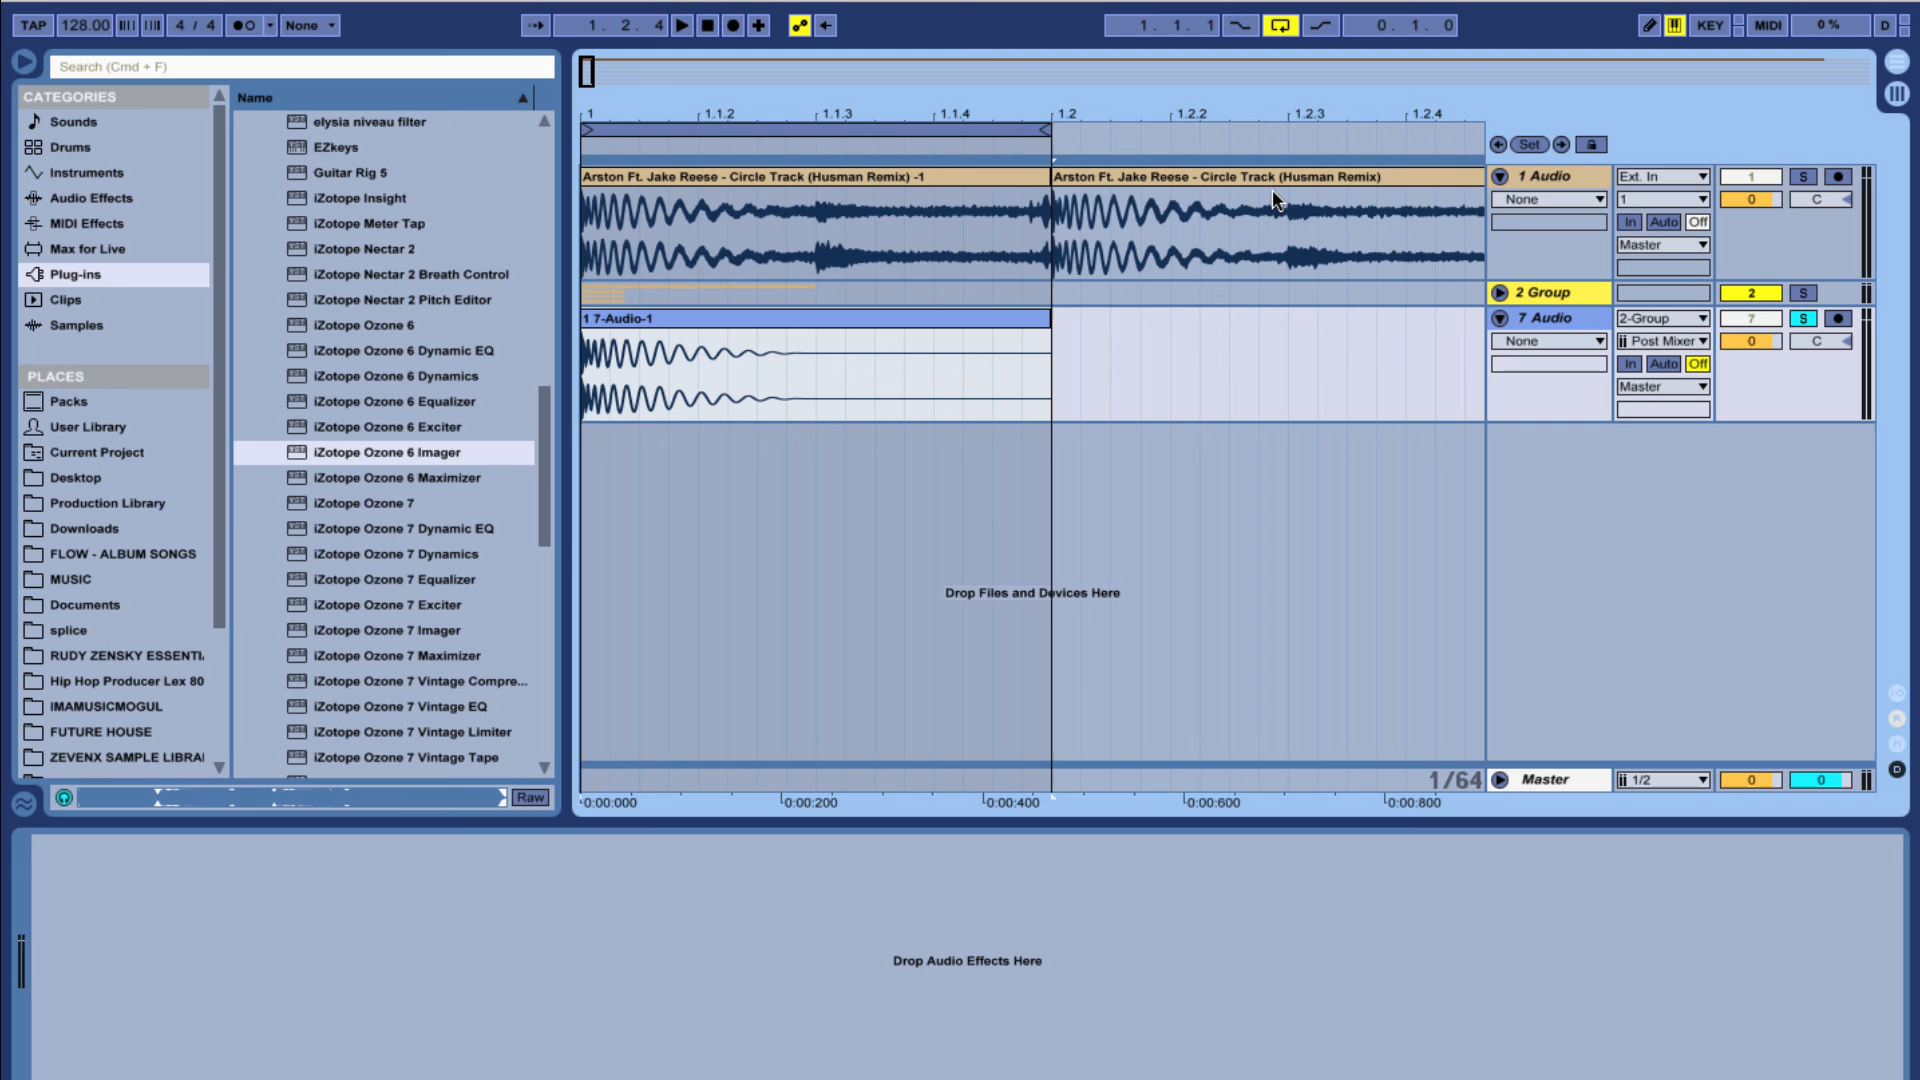 TAP 128.00 4 / 4 None 1. 2. 4 1. 1. 1 0. 1. 0 KEY MIDI 0 % D
Search (Cmd + F)
CATEGORIES
Sounds
Drums
Instruments
Audio Effects
MIDI Effects
Max for Live
Plug-ins
Clips
Samples
PLACES
Packs
User Library
Current Project
Desktop
Production Library
Downloads
FLOW - ALBUM SONGS
MUSIC
Documents
splice
RUDY ZENSKY ESSENTI
Hip Hop Producer Lex 80
IMAMUSICMOGUL
FUTURE HOUSE
ZEVENX SAMPLE LIBRA
Name
elysia niveau filter
EZkeys
Guitar Rig 5
iZotope Insight
iZotope Meter Tap
iZotope Nectar 2
iZotope Nectar 2 Breath Control
iZotope Nectar 2 Pitch Editor
iZotope Ozone 6
iZotope Ozone 6 Dynamic EQ
iZotope Ozone 6 Dynamics
iZotope Ozone 6 Equalizer
iZotope Ozone 6 Exciter
iZotope Ozone 6 Imager
iZotope Ozone 6 Maximizer
iZotope Ozone 7
iZotope Ozone 7 Dynamic EQ
iZotope Ozone 7 Dynamics
iZotope Ozone 7 Equalizer
iZotope Ozone 7 Exciter
iZotope Ozone 7 Imager
iZotope Ozone 7 Maximizer
iZotope Ozone 7 Vintage Compre...
iZotope Ozone 7 Vintage EQ
iZotope Ozone 7 Vintage Limiter
iZotope Ozone 7 Vintage Tape
Raw
1 1.1.2 1.1.3 1.1.4 1.2 1.2.2 1.2.3 1.2.4
Set
Arston Ft. Jake Reese - Circle Track (Husman Remix) -1
Arston Ft. Jake Reese - Circle Track (Husman Remix)
1 Audio Ext. In 1 S
None 1 0 C
In Auto Off
Master
2 Group 2 S
1 7-Audio-1
7 Audio 2-Group 7 S
None Post Mixer 0 C
In Auto Off
Master
Drop Files and Devices Here
R
D
1/64
Master 1/2 0 0
0:00:000 0:00:200 0:00:400 0:00:600 0:00:800
Drop Audio Effects Here